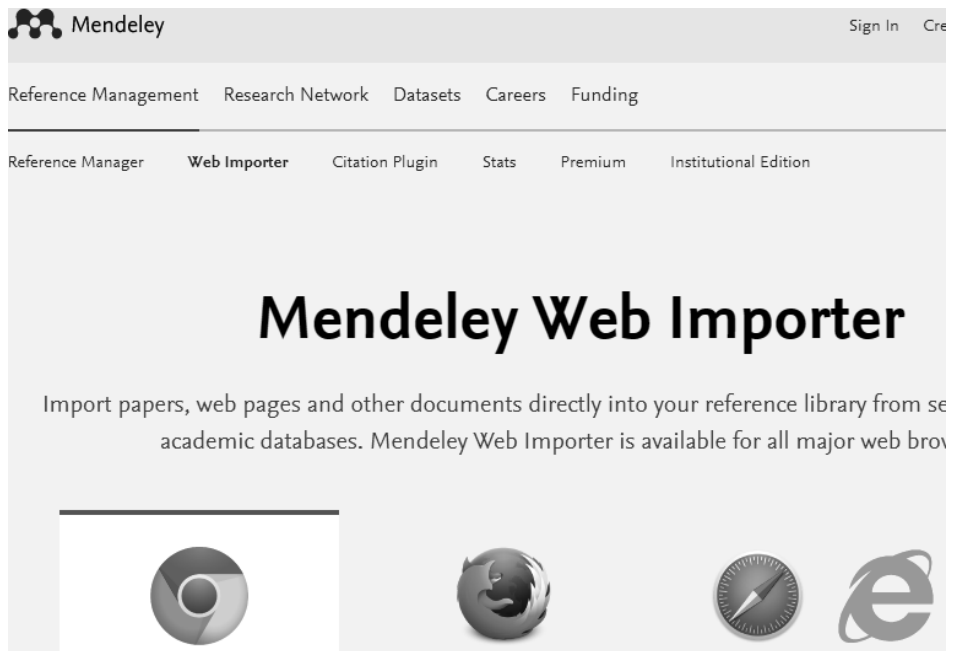 Mendeley
Sign In Cre
Reference Management Research Network Datasets Careers Funding
Reference Manager Web Importer Citation Plugin Stats Premium Institutional Edition
Mendeley Web Importer
Import papers, web pages and other documents directly into your reference library from se
academic databases. Mendeley Web Importer is available for all major web brow